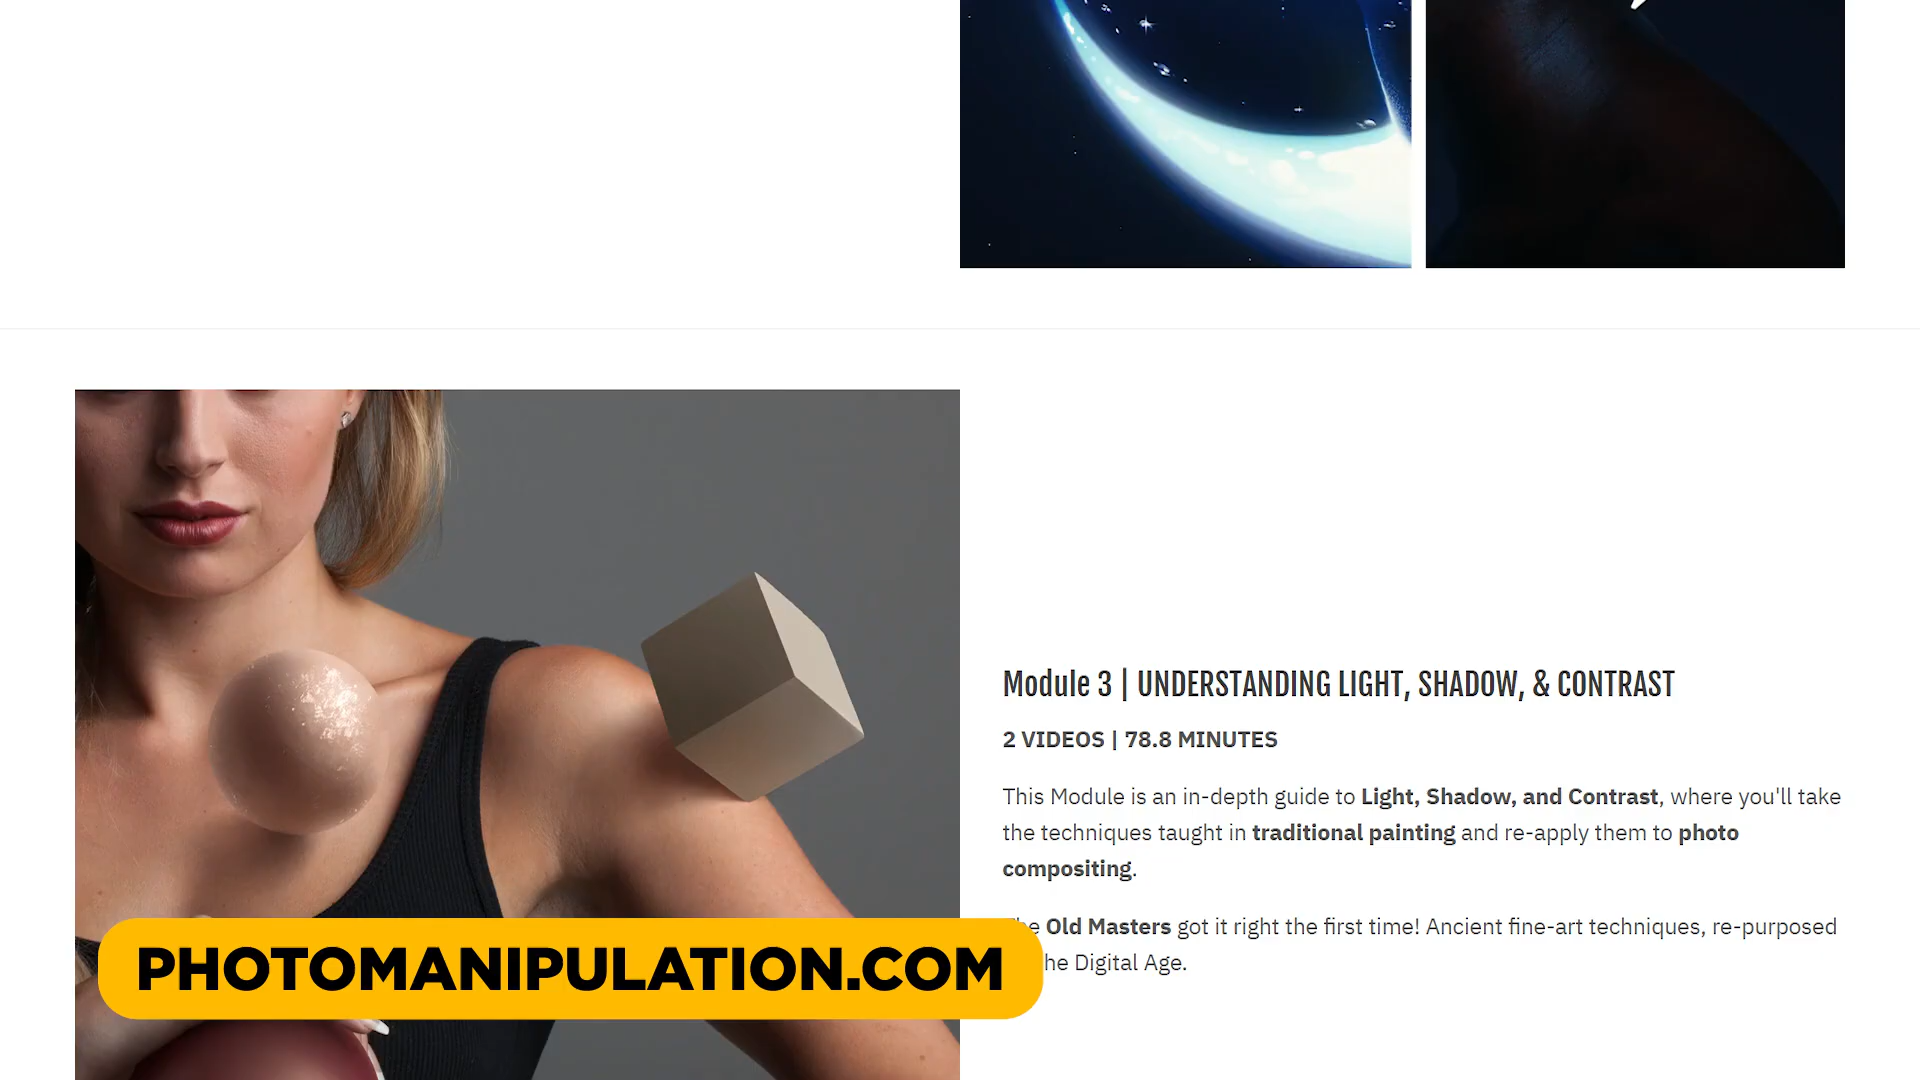 Module 3 | UNDERSTANDING LIGHT, SHADOW, & CONTRAST
2 VIDEOS | 78.8 MINUTES
This Module is an in-depth guide to Light, Shadow, and Contrast, where you'll take
the techniques taught in traditional painting and re-apply them to photo
compositing.
Old Masters got it right the first time! Ancient fine-art techniques, re-purposed
Digital Age.
PHOTOMANIPULATION.COM